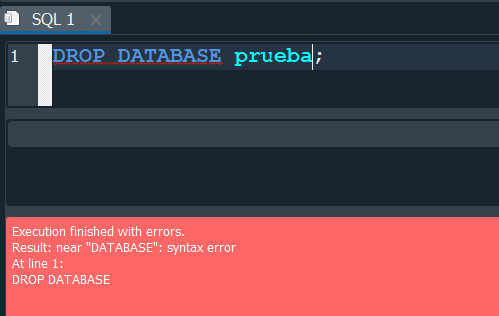 SQL 1
1 DROP DATABASE prueba;
Execution finished with errors.
Result: near "DATABASE": syntax error
At line 1:
DROP DATABASE